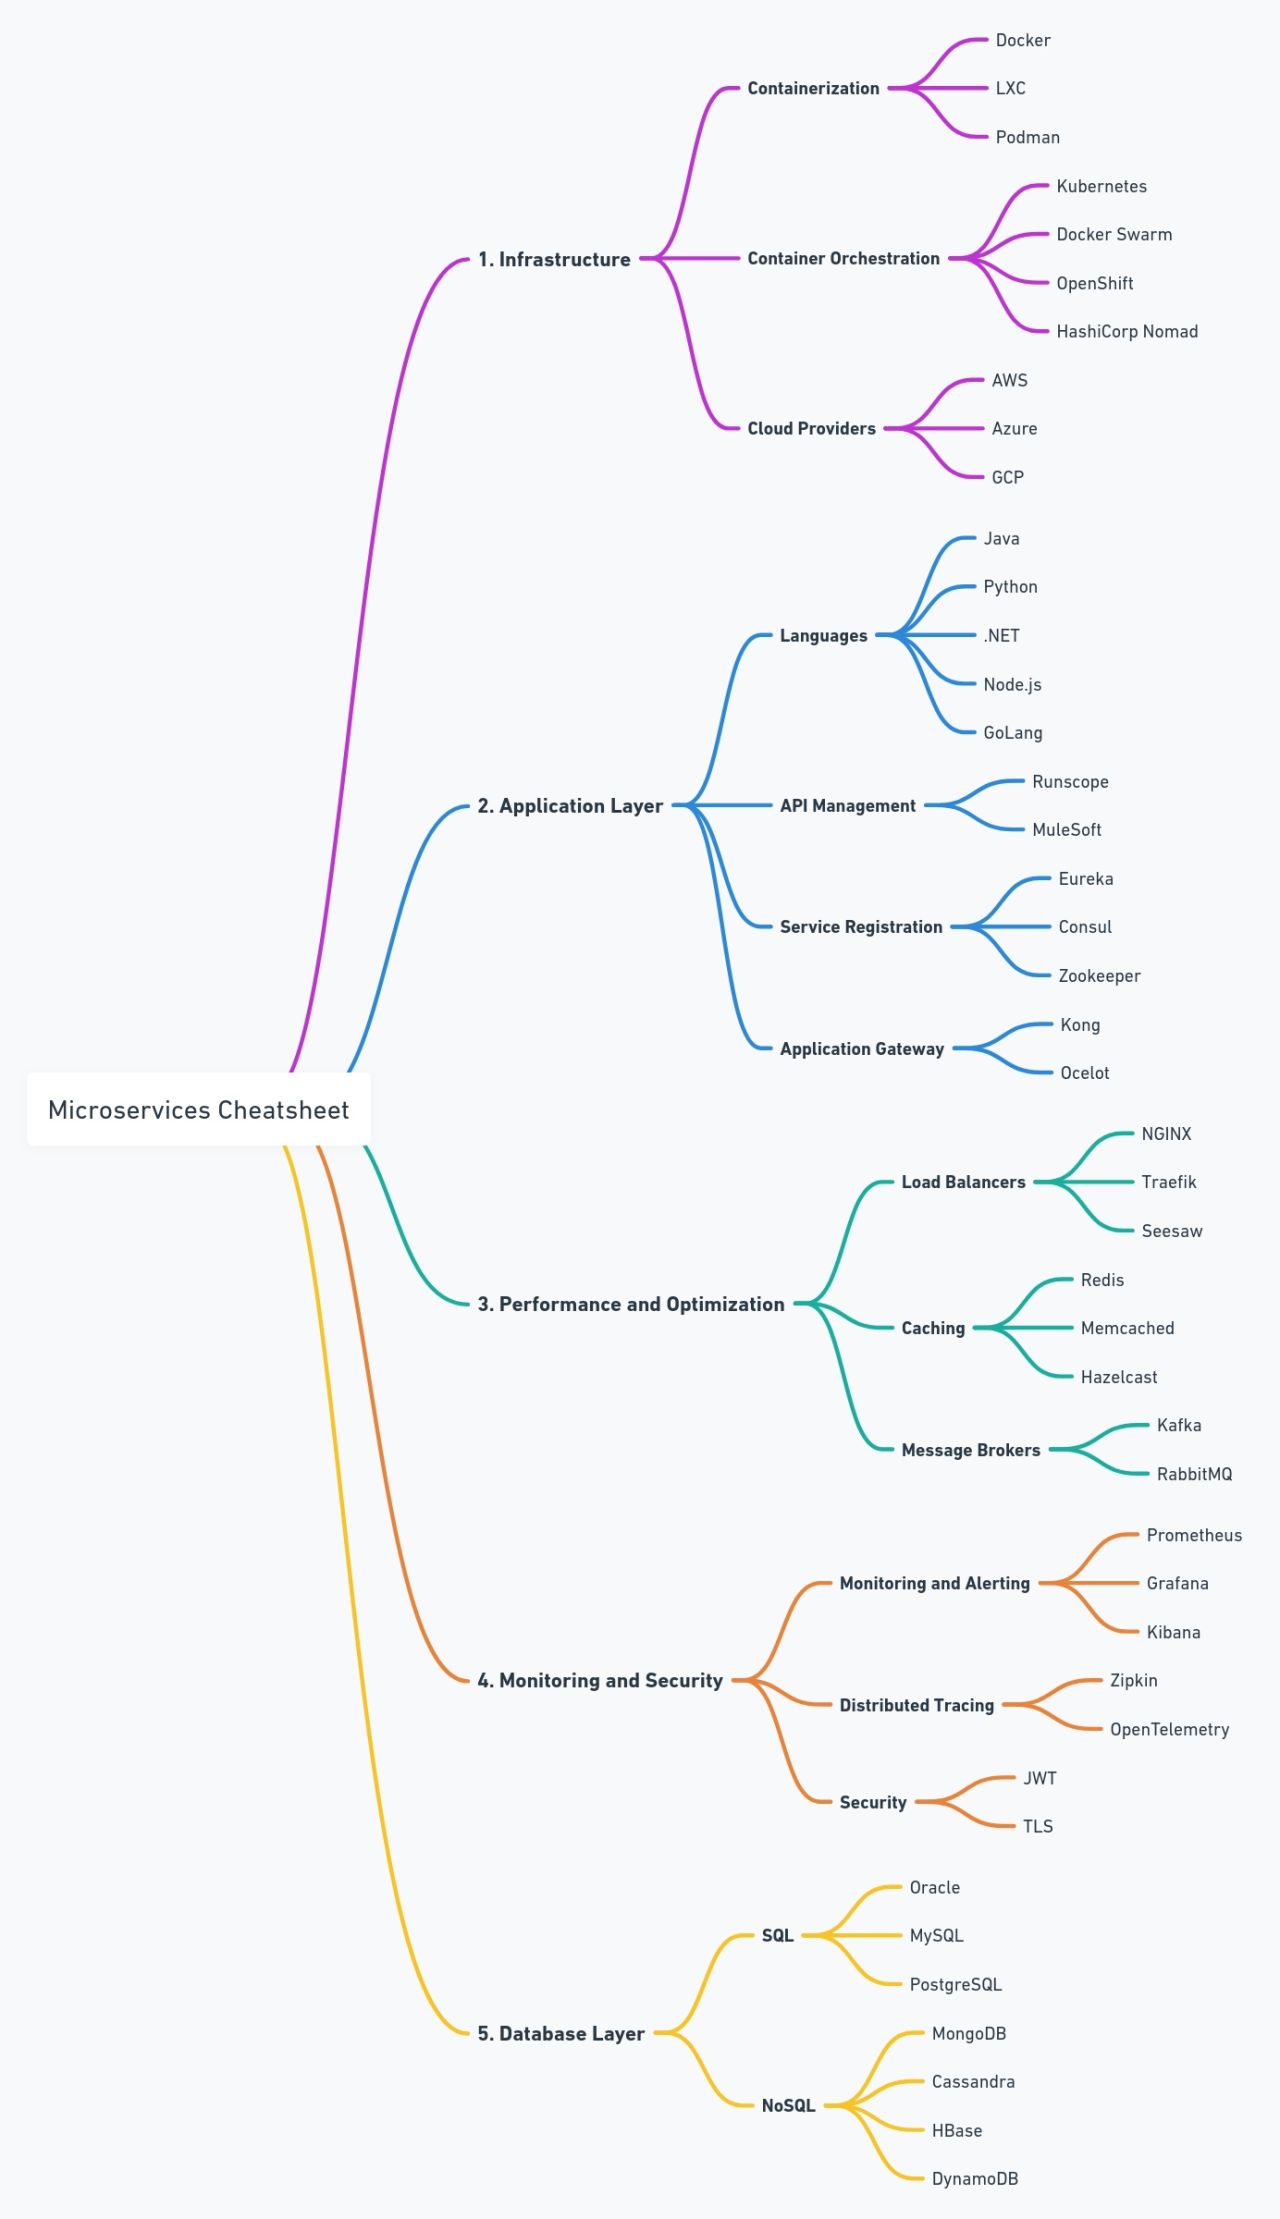 Microservices Cheatsheet
1. Infrastructure
Containerization
Docker
LXC
Podman
Container Orchestration
Kubernetes
Docker Swarm
OpenShift
HashiCorp Nomad
Cloud Providers
AWS
Azure
GCP
2. Application Layer
Languages
Java
Python
.NET
Node.js
GoLang
API Management
Runscope
MuleSoft
Service Registration
Eureka
Consul
Zookeeper
Application Gateway
Kong
Ocelot
3. Performance and Optimization
Load Balancers
NGINX
Traefik
Seesaw
Caching
Redis
Memcached
Hazelcast
Message Brokers
Kafka
RabbitMQ
4. Monitoring and Security
Monitoring and Alerting
Prometheus
Grafana
Kibana
Distributed Tracing
Zipkin
OpenTelemetry
Security
JWT
TLS
5. Database Layer
SQL
Oracle
MySQL
PostgreSQL
NoSQL
MongoDB
Cassandra
HBase
DynamoDB